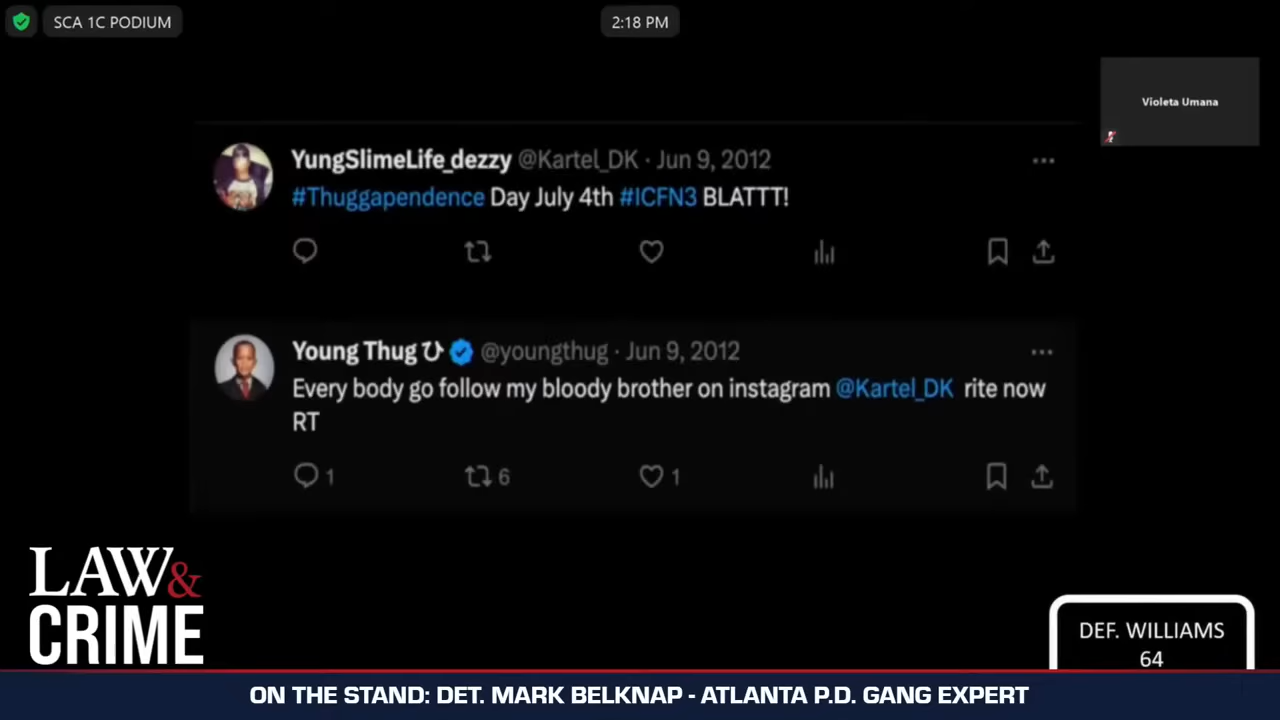 SCA 1C PODIUM
2:18 PM
Violeta Umana
YungSlimeLife_dezzy @Kartel_DK · Jun 9, 2012
#Thuggapendence Day July 4th #ICFN3 BLATTT!
Young Thug ひ @youngthug · Jun 9, 2012
Every body go follow my bloody brother on instagram @Kartel_DK rite now
RT
1 6 1
LAW&
CRIME
DEF. WILLIAMS
64
ON THE STAND: DET. MARK BELKNAP - ATLANTA P.D. GANG EXPERT